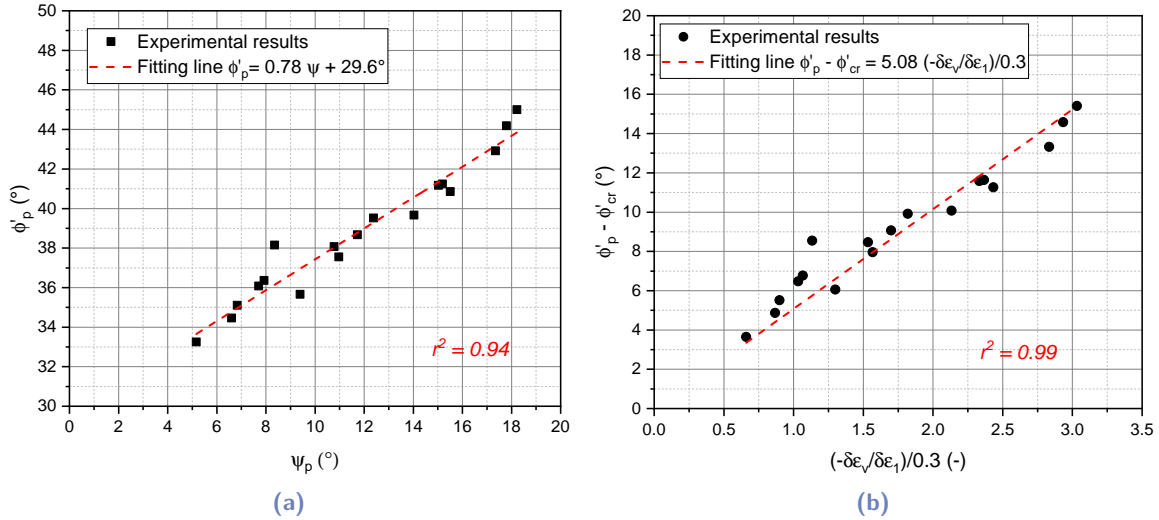 50
48
46
44
42
40
38
36
34
32
30
ϕ'p (°)
Experimental results
Fitting line ϕ'p= 0.78 ψ + 29.6°
r² = 0.94
0 2 4 6 8 10 12 14 16 18 20
ψp (°)
(a)
20
18
16
14
12
10
8
6
4
2
0
ϕ'p - ϕ'cr (°)
Experimental results
Fitting line ϕ'p - ϕ'cr = 5.08 (-δεv/δε1)/0.3
r² = 0.99
0.0 0.5 1.0 1.5 2.0 2.5 3.0 3.5
(-δεv/δε1)/0.3 (-)
(b)